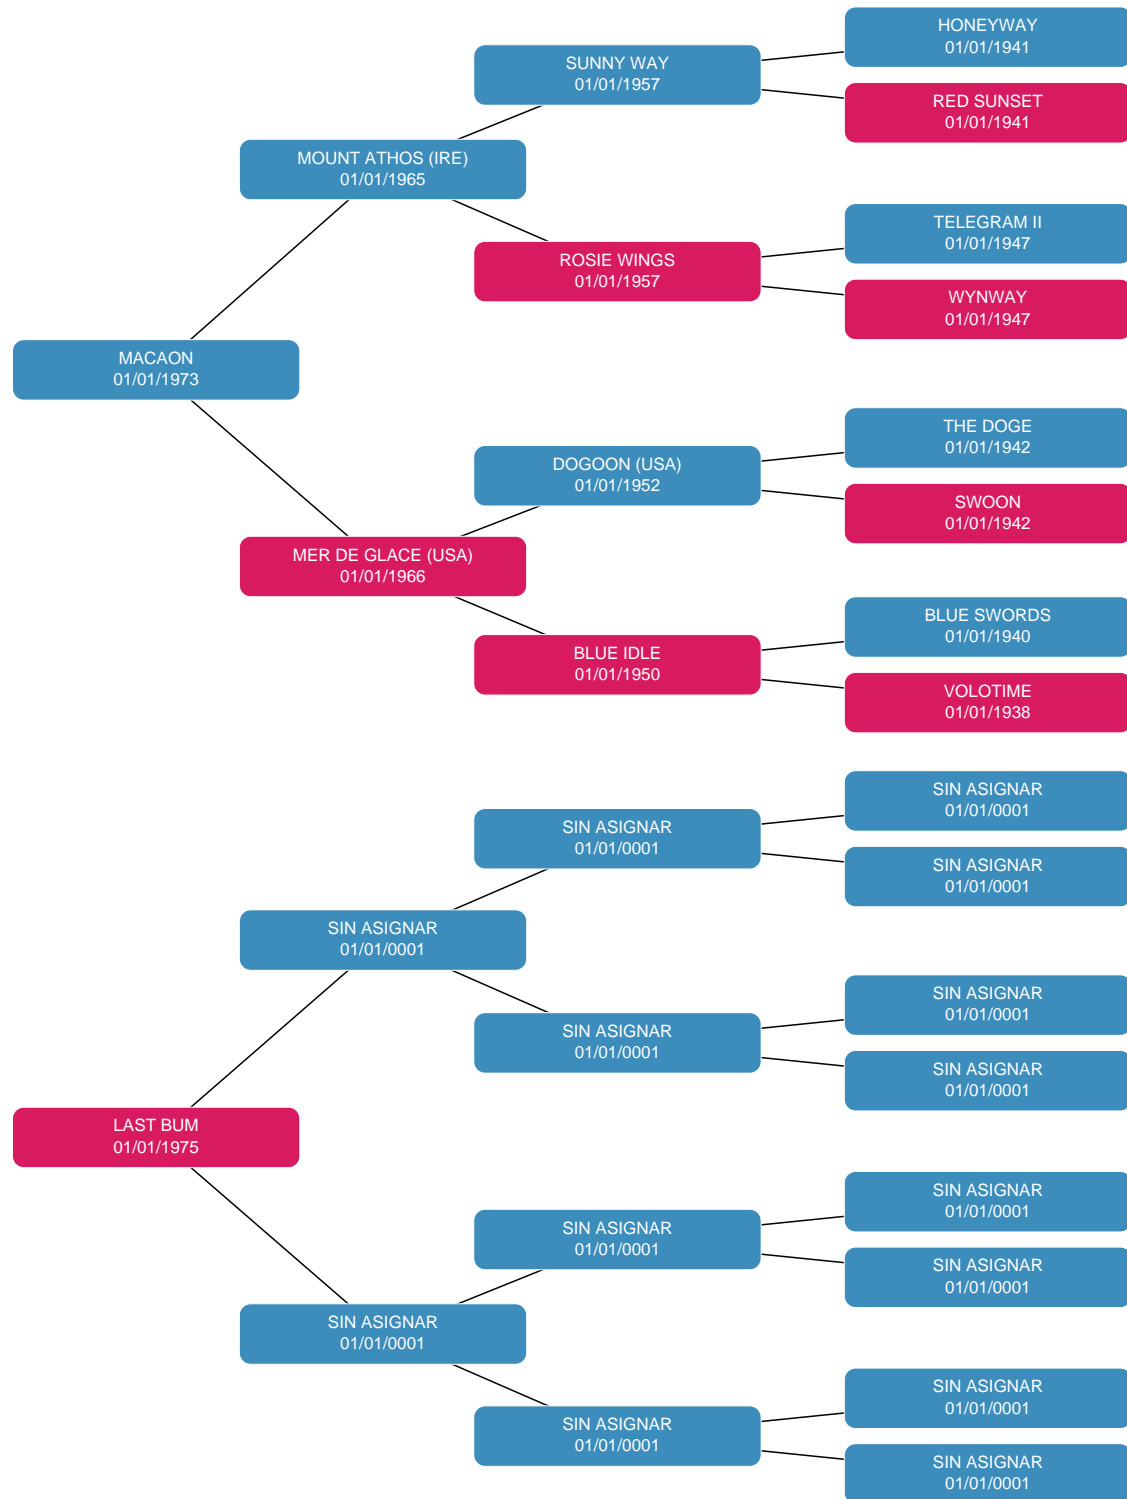 HONEYWAY
01/01/1941
SUNNY WAY
01/01/1957
RED SUNSET
01/01/1941
MOUNT ATHOS (IRE)
01/01/1965
TELEGRAM II
01/01/1947
ROSIE WINGS
01/01/1957
WYNWAY
01/01/1947
MACAON
01/01/1973
THE DOGE
01/01/1942
DOGOON (USA)
01/01/1952
SWOON
01/01/1942
MER DE GLACE (USA)
01/01/1966
BLUE SWORDS
01/01/1940
BLUE IDLE
01/01/1950
VOLOTIME
01/01/1938
SIN ASIGNAR
01/01/0001
SIN ASIGNAR
01/01/0001
SIN ASIGNAR
01/01/0001
SIN ASIGNAR
01/01/0001
SIN ASIGNAR
01/01/0001
SIN ASIGNAR
01/01/0001
SIN ASIGNAR
01/01/0001
LAST BUM
01/01/1975
SIN ASIGNAR
01/01/0001
SIN ASIGNAR
01/01/0001
SIN ASIGNAR
01/01/0001
SIN ASIGNAR
01/01/0001
SIN ASIGNAR
01/01/0001
SIN ASIGNAR
01/01/0001
SIN ASIGNAR
01/01/0001